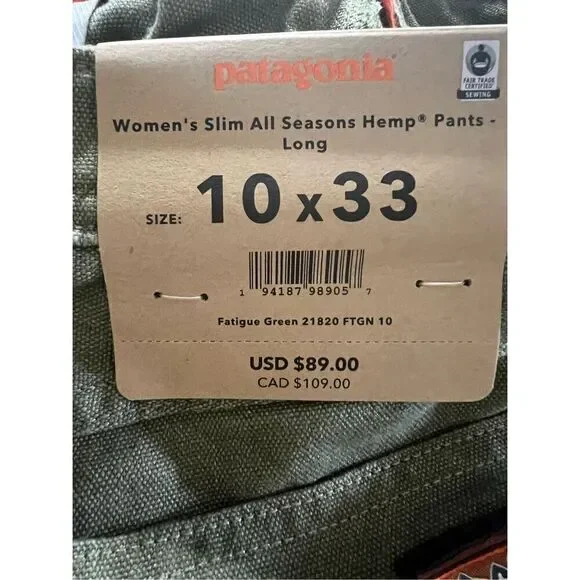 patagonia
FAIR TRADE
CERTIFIED
SEWING
Women's Slim All Seasons Hemp® Pants -
Long
SIZE: 10 x 33
1 94187 98905 7
Fatigue Green 21820 FTGN 10
USD $89.00
CAD $109.00